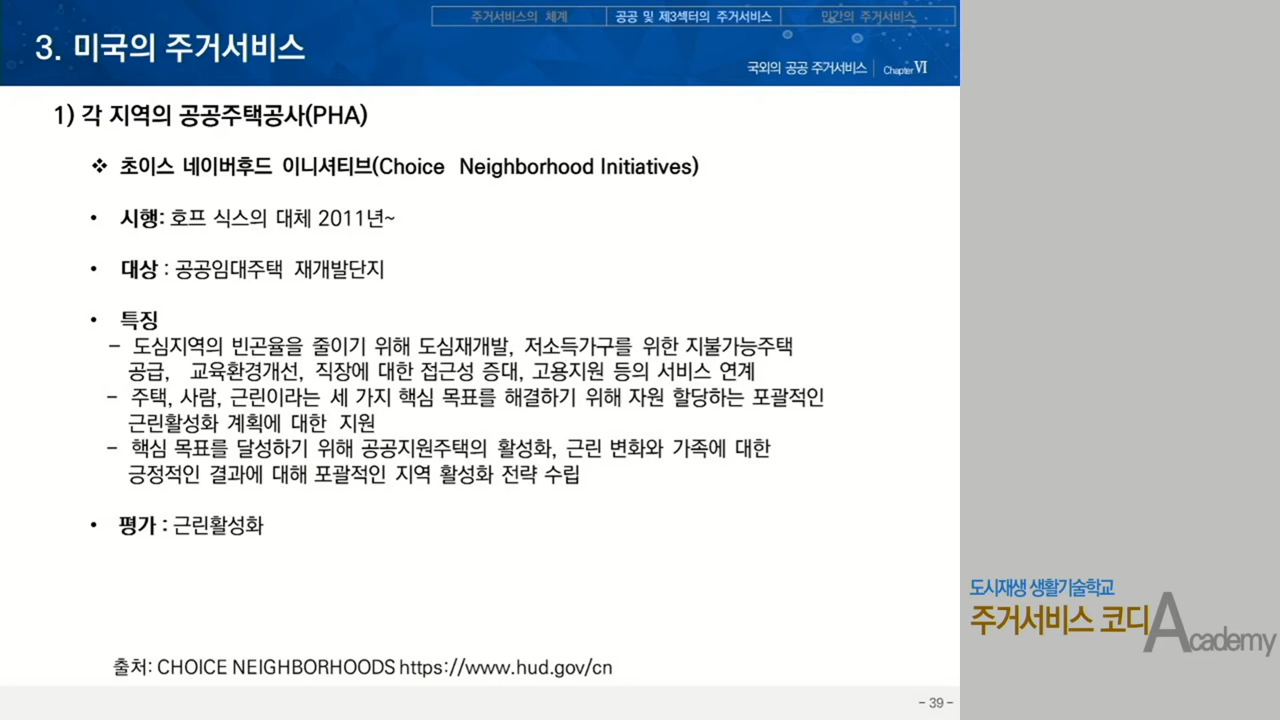 주거서비스의 체계
공공 및 제3섹터의 주거서비스
민간의 주거서비스
3. 미국의 주거서비스
국외의 공공 주거서비스 | Chapter Ⅵ
1) 각 지역의 공공주택공사(PHA)
❖ 초이스 네이버후드 이니셔티브(Choice Neighborhood Initiatives)
• 시행: 호프 식스의 대체 2011년~
• 대상 : 공공임대주택 재개발단지
• 특징
– 도심지역의 빈곤율을 줄이기 위해 도심재개발, 저소득가구를 위한 지불가능주택
공급, 교육환경개선, 직장에 대한 접근성 증대, 고용지원 등의 서비스 연계
– 주택, 사람, 근린이라는 세 가지 핵심 목표를 해결하기 위해 자원 할당하는 포괄적인
근린활성화 계획에 대한 지원
– 핵심 목표를 달성하기 위해 공공지원주택의 활성화, 근린 변화와 가족에 대한
긍정적인 결과에 대해 포괄적인 지역 활성화 전략 수립
• 평가 : 근린활성화
출처: CHOICE NEIGHBORHOODS https://www.hud.gov/cn
- 39 -
도시재생 생활기술학교
주거서비스 코디 Academy